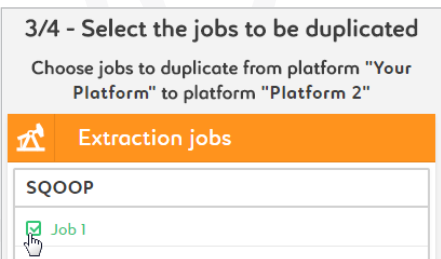 3/4 - Select the jobs to be duplicated
Choose jobs to duplicate from platform "Your
Platform" to platform "Platform 2"
Extraction jobs
SQOOP
Job 1